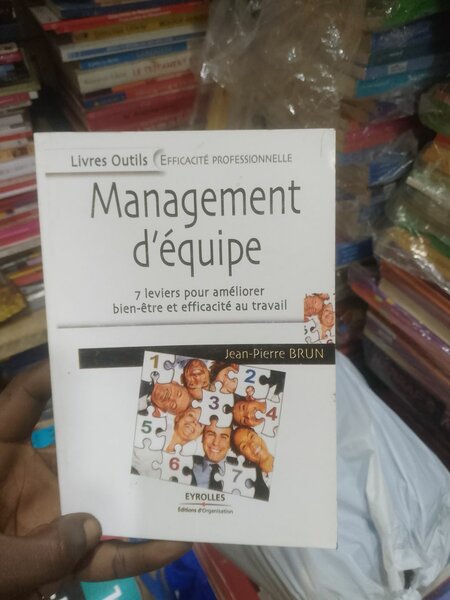 Livres Outils
EFFICACITÉ PROFESSIONNELLE
Management
d'équipe
7 leviers pour améliorer
bien-être et efficacité au travail
Jean-Pierre BRUN
1
2
3
4
5
6
7
EYROLLES
Éditions d'Organisation